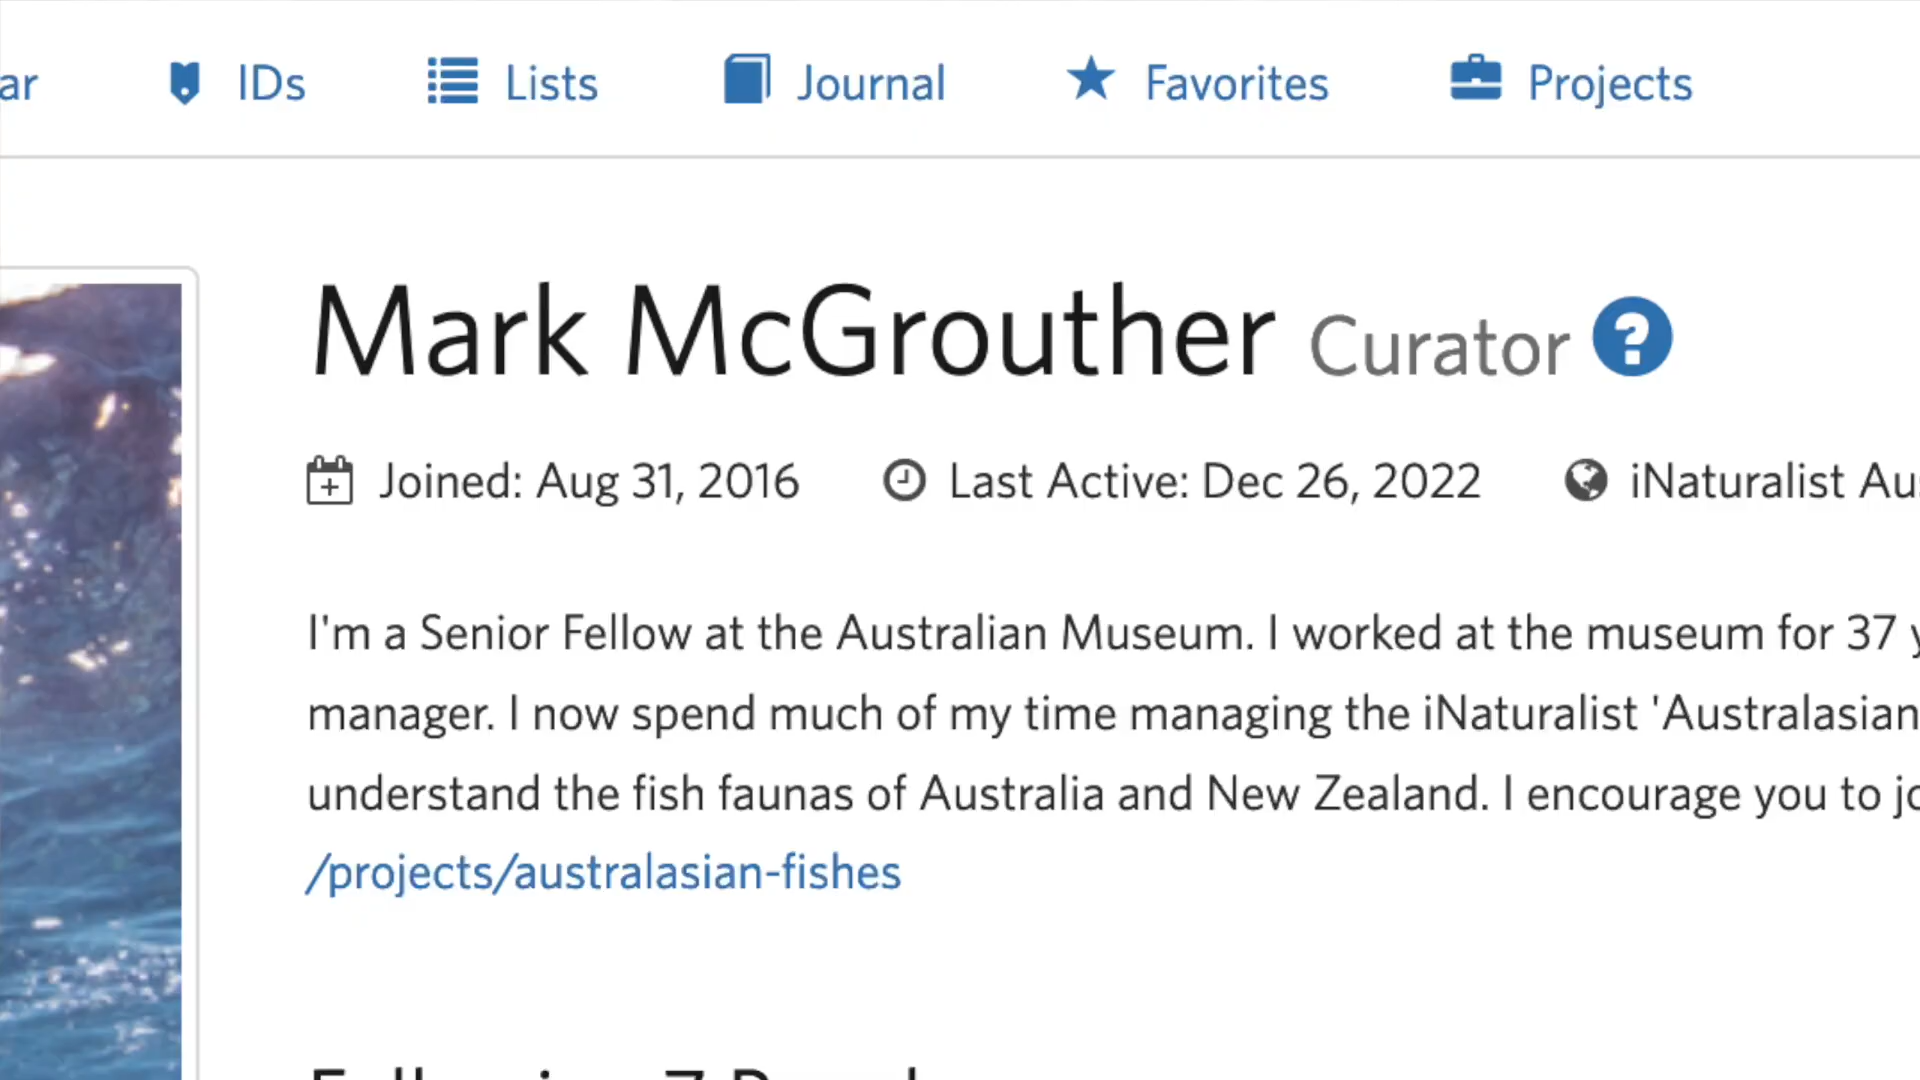 IDs Lists Journal Favorites Projects
Mark McGrouther Curator ?
Joined: Aug 31, 2016 Last Active: Dec 26, 2022 iNaturalist
I'm a Senior Fellow at the Australian Museum. I worked at the museum for 37
manager. I now spend much of my time managing the iNaturalist 'Australasian
understand the fish faunas of Australia and New Zealand. I encourage you to
/projects/australasian-fishes